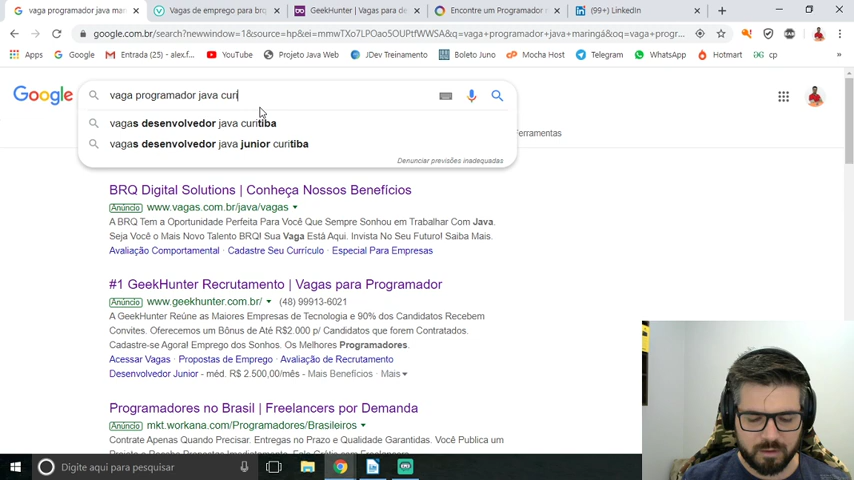 vaga programador java mar
Vagas de emprego para brq
GeekHunter | Vagas para de
Encontre um Programador
(99+) LinkedIn
google.com.br/search?newwindow=1&source=hp&ei=mmwTXo7LPOao5OUPtfWWSA&q=vaga+programador+java+maringá&oq=vaga+progr...
Apps
Google
Entrada (25) - alex.f...
YouTube
Projeto Java Web
JDev Treinamento
Boleto Juno
Mocha Host
Telegram
WhatsApp
Hotmart
cp
Google
vaga programador java curi
vagas desenvolvedor java curitiba
vagas desenvolvedor java junior curitiba
Denunciar previsões inadequadas
Ferramentas
BRQ Digital Solutions | Conheça Nossos Benefícios
Anúncio www.vagas.com.br/java/vagas
A BRQ Tem a Oportunidade Perfeita Para Você Que Sempre Sonhou em Trabalhar Com Java.
Seja Você o Mais Novo Talento BRQ! Sua Vaga Está Aqui. Invista No Seu Futuro! Saiba Mais.
Avaliação Comportamental · Cadastre Seu Currículo · Especial Para Empresas
#1 GeekHunter Recrutamento | Vagas para Programador
Anúncio www.geekhunter.com.br/ (48) 99913-6021
A GeekHunter Reúne as Maiores Empresas de Tecnologia e 90% dos Candidatos Recebem
Convites. Oferecemos um Bônus de Até R$2.000 p/ Candidatos que forem Contratados.
Cadastre-se Agora! Emprego dos Sonhos. Os Melhores Programadores.
Acessar Vagas · Propostas de Emprego · Avaliação de Recrutamento
Desenvolvedor Junior - méd. R$ 2.500,00/mês - Mais Benefícios · Mais
Programadores no Brasil | Freelancers por Demanda
Anúncio mkt.workana.com/Programadores/Brasileiros
Contrate Apenas Quando Precisar. Entregas no Prazo e Qualidade Garantidas. Você Publica um
Digite aqui para pesquisar